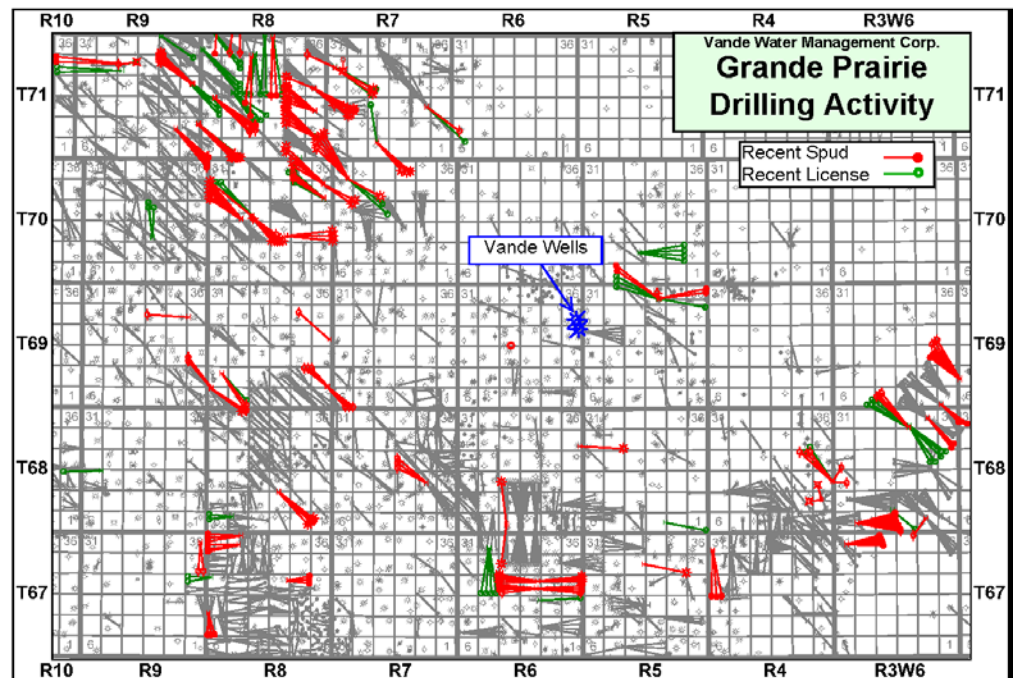 R10 R9 R8 R7 R6 R5 R4 R3W6
Vande Water Management Corp.
Grande Prairie
Drilling Activity
T71 T71
Recent Spud
Recent License
T70 T70
Vande Wells
T69 T69
T68 T68
T67 T67
R10 R9 R8 R7 R6 R5 R4 R3W6